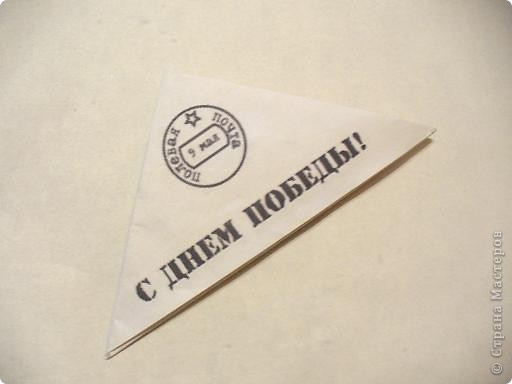 полевая почта
9 мая
С ДНЕМ ПОБЕДЫ!
© Страна Мастеров